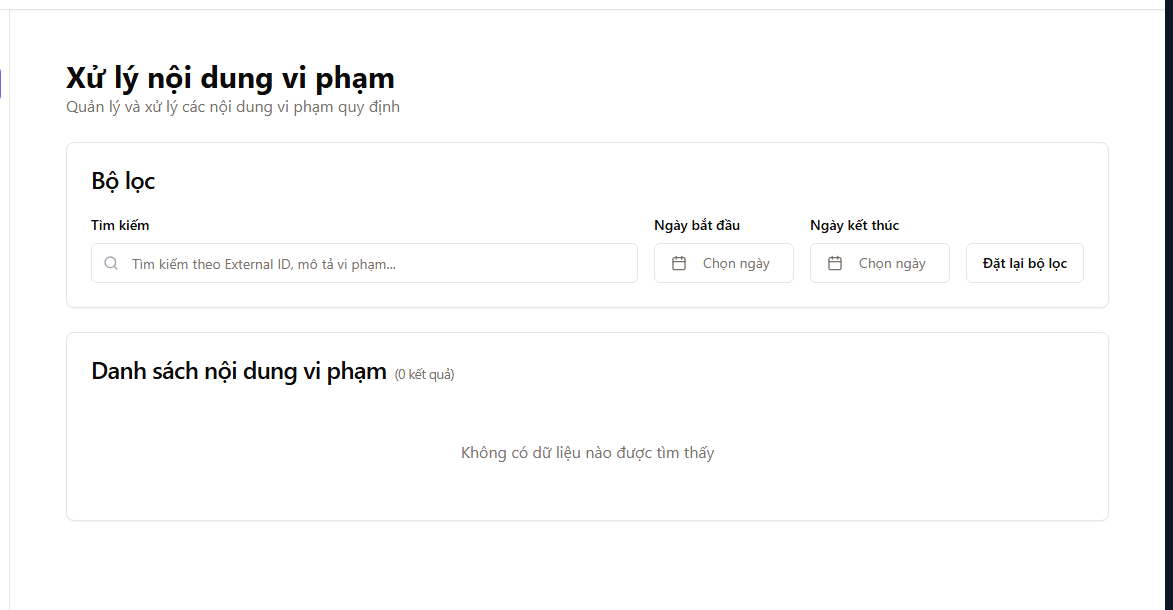 Xử lý nội dung vi phạm
Quản lý và xử lý các nội dung vi phạm quy định
Bộ lọc
Tìm kiếm
Ngày bắt đầu
Ngày kết thúc
Tìm kiếm theo External ID, mô tả vi phạm...
Chọn ngày
Chọn ngày
Đặt lại bộ lọc
Danh sách nội dung vi phạm (0 kết quả)
Không có dữ liệu nào được tìm thấy